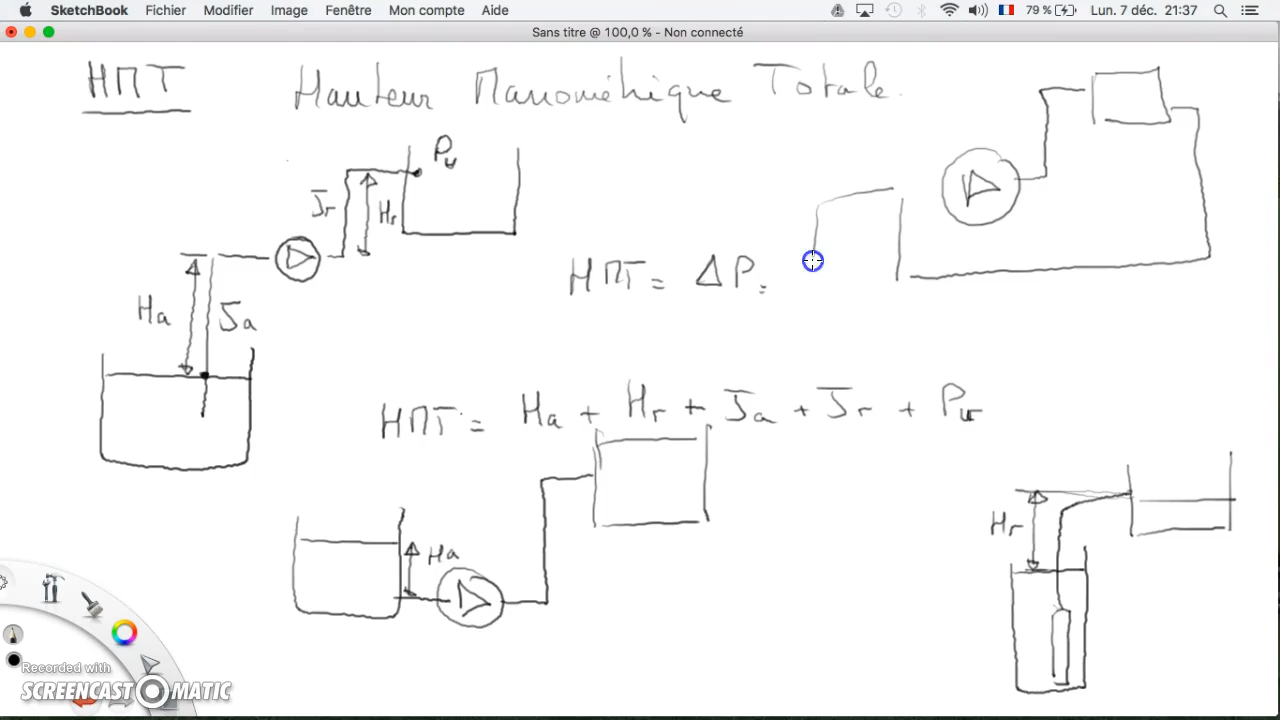 SketchBook Fichier Modifier Image Fenêtre Mon compte Aide 79 % Lun. 7 déc. 21:37
Sans titre @ 100,0 % - Non connecté
HMT Hauteur Manométrique Totale.
Pu
Jr Hr
Ha Ja
HMT = ΔP =
HMT = Ha + Hr + Ja + Jr + Pu
Ha
Hr
Recorded with
SCREENCAST O MATIC